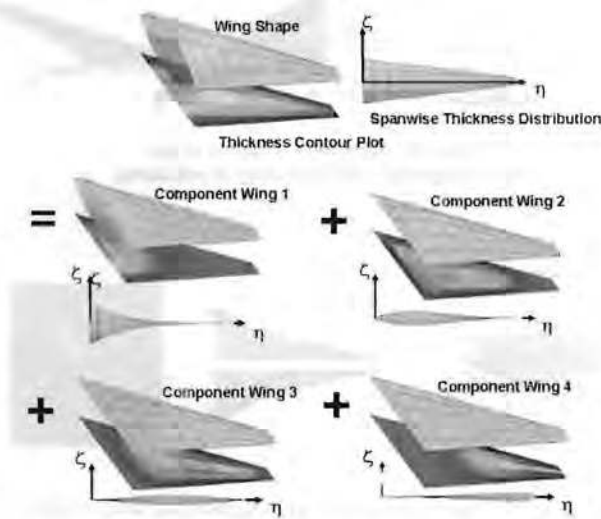 Wing Shape
ζ
η
Spanwise Thickness Distribution
Thickness Contour Plot
=
Component Wing 1
+
Component Wing 2
ζ ζ
η
ζ
η
+
Component Wing 3
+
Component Wing 4
ζ
η
ζ
η